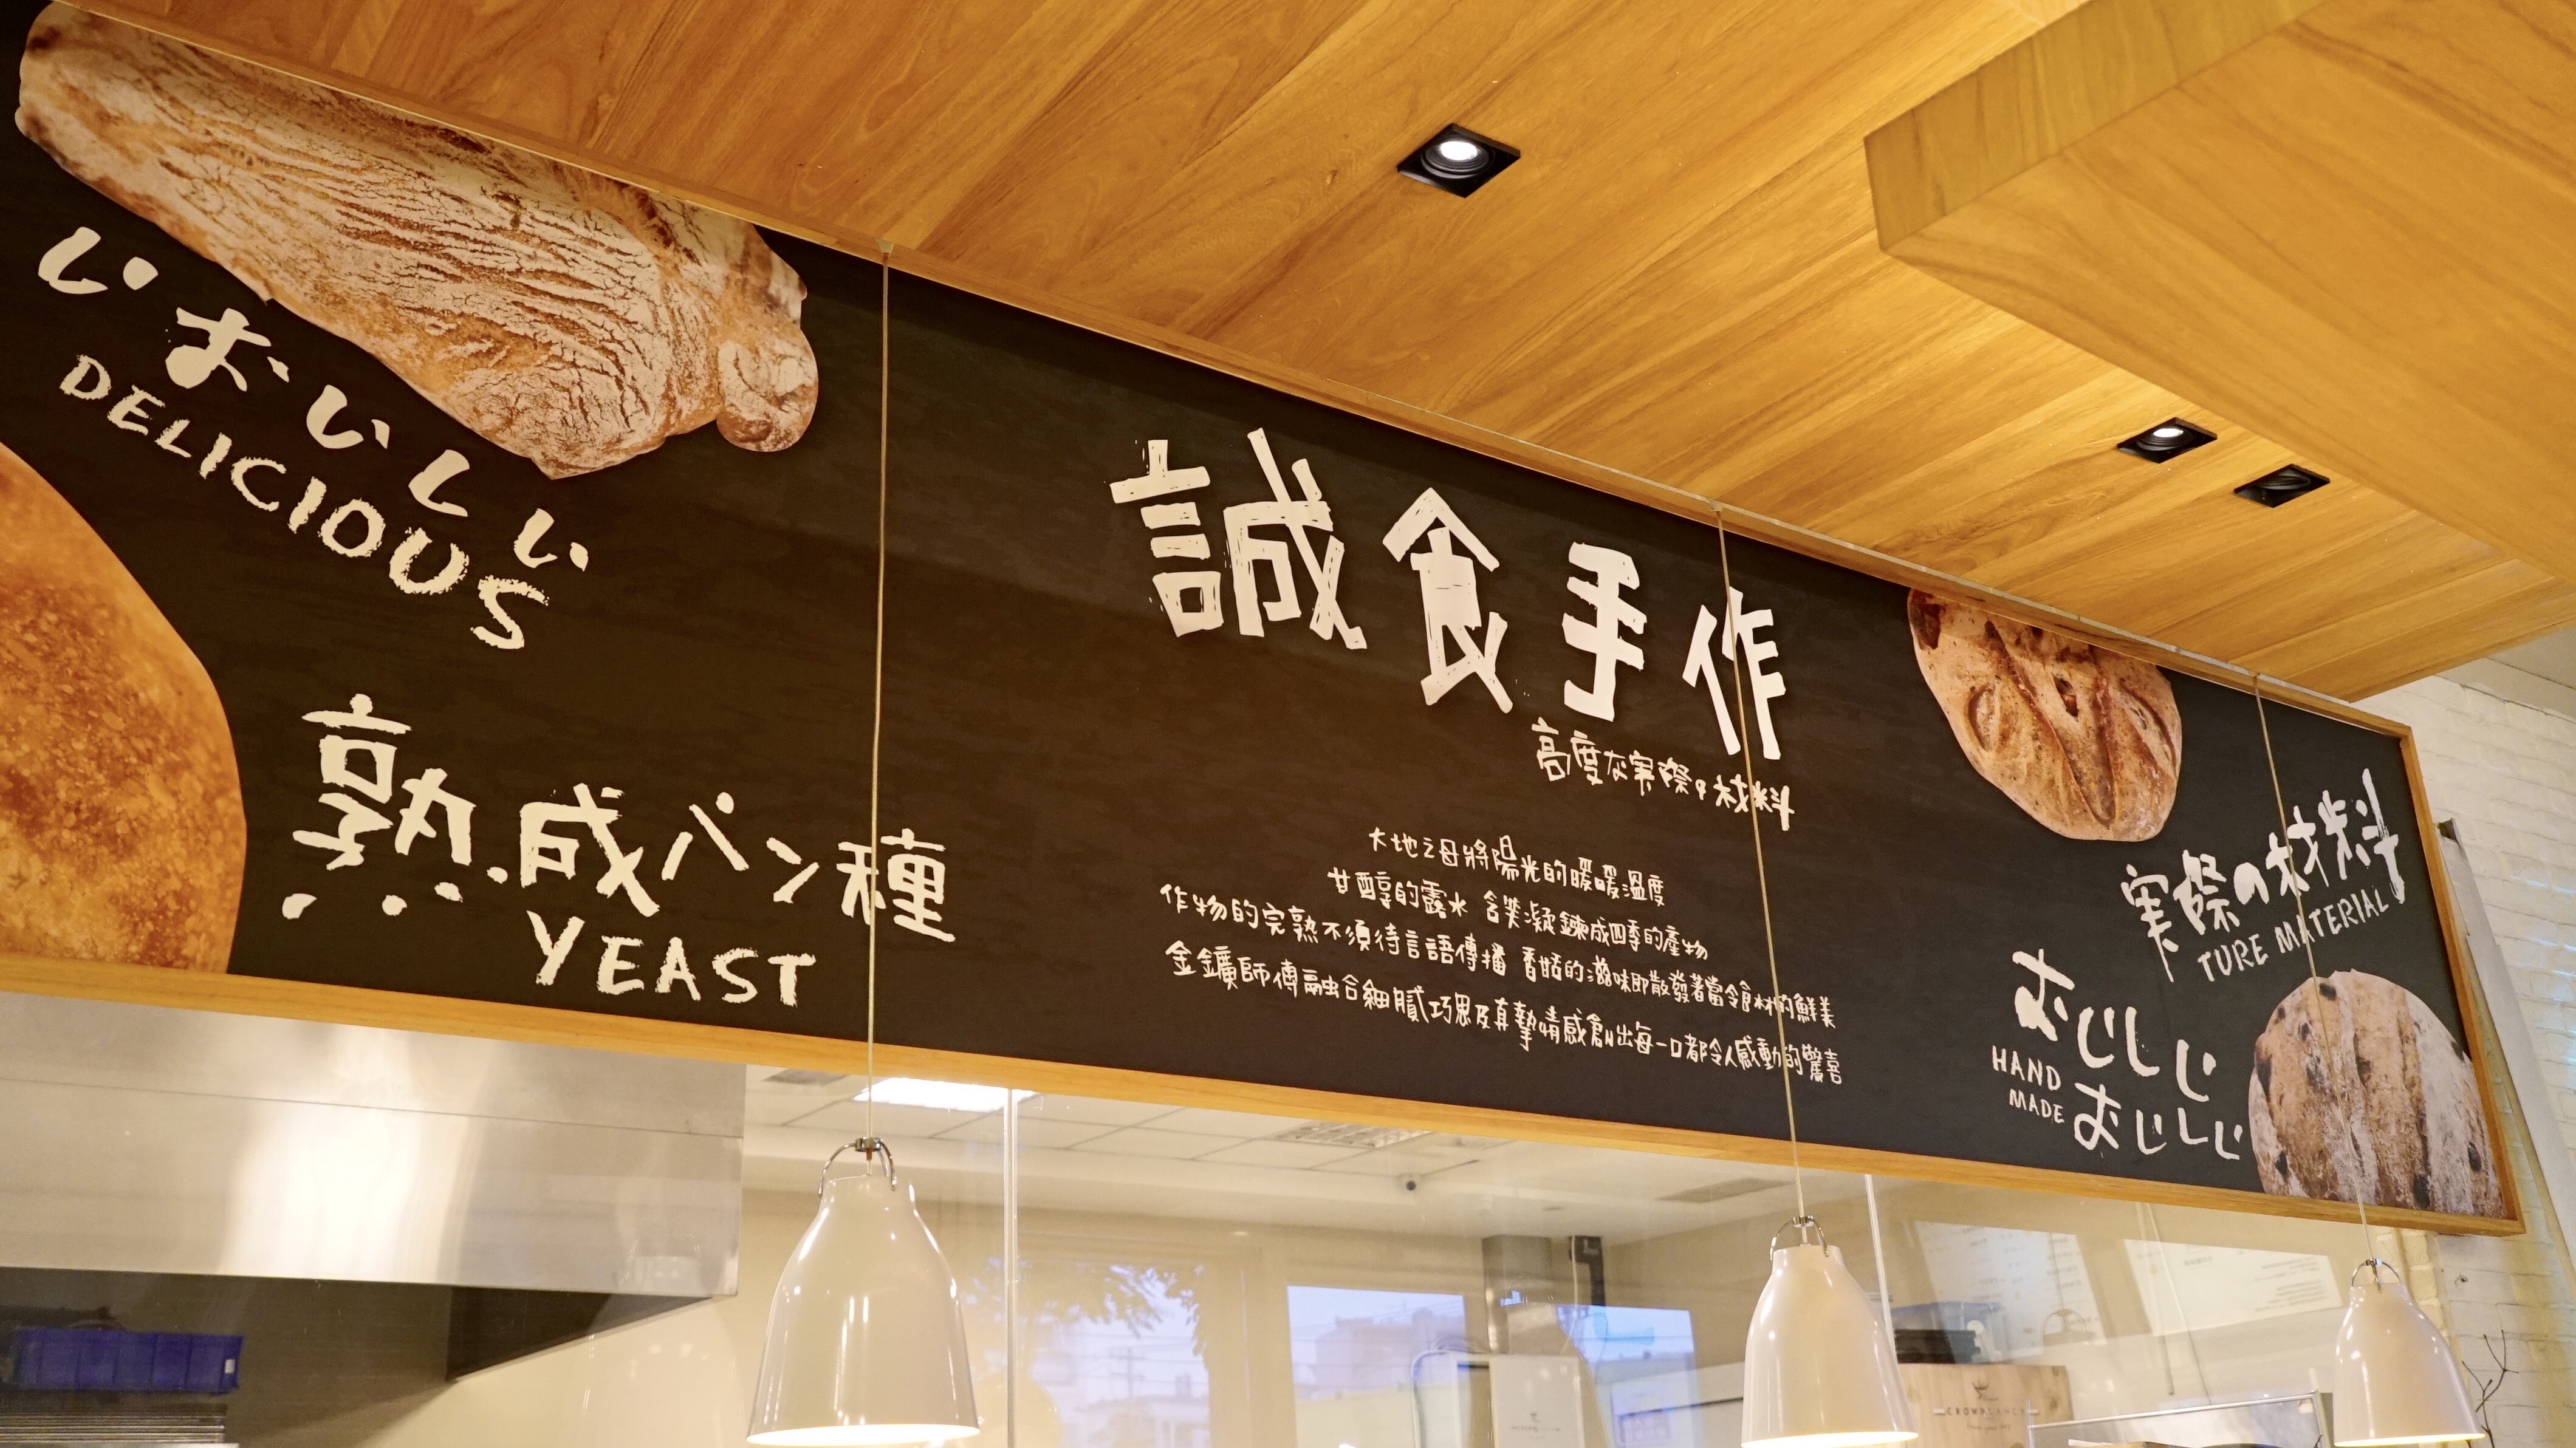 いおいしい
DELICIOUS
熟成パン種
YEAST
誠食手作
高度な実際の材料
大地之母將陽光的暖暖溫度
甘醇的露水 含笑凝鍊成四季的產物
作物的完熟不須待言語傳播 香甜的滋味即散發著當令食材的鮮美
金鑛師傅融合細膩巧思及真摯情感創出每一口都令人感動的驚喜
実際の材料
TURE MATERIAL
おいしい
HAND
MADE
おいしい